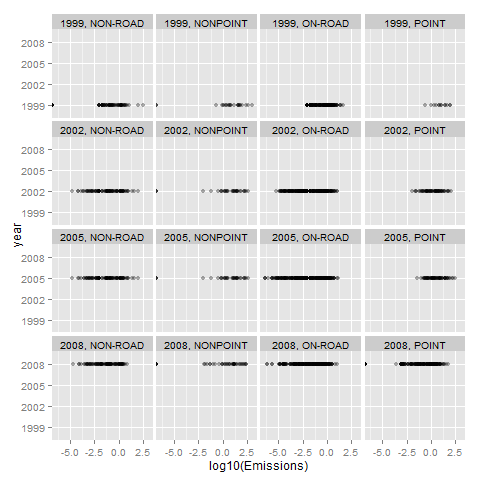 1999, NON-ROAD 1999, NONPOINT 1999, ON-ROAD 1999, POINT
2008
2005
2002
1999
2002, NON-ROAD 2002, NONPOINT 2002, ON-ROAD 2002, POINT
2008
2005
2002
1999
year
2005, NON-ROAD 2005, NONPOINT 2005, ON-ROAD 2005, POINT
2008
2005
2002
1999
2008, NON-ROAD 2008, NONPOINT 2008, ON-ROAD 2008, POINT
2008
2005
2002
1999
-5.0 -2.5 0.0 2.5 -5.0 -2.5 0.0 2.5 -5.0 -2.5 0.0 2.5 -5.0 -2.5 0.0 2.5
log10(Emissions)